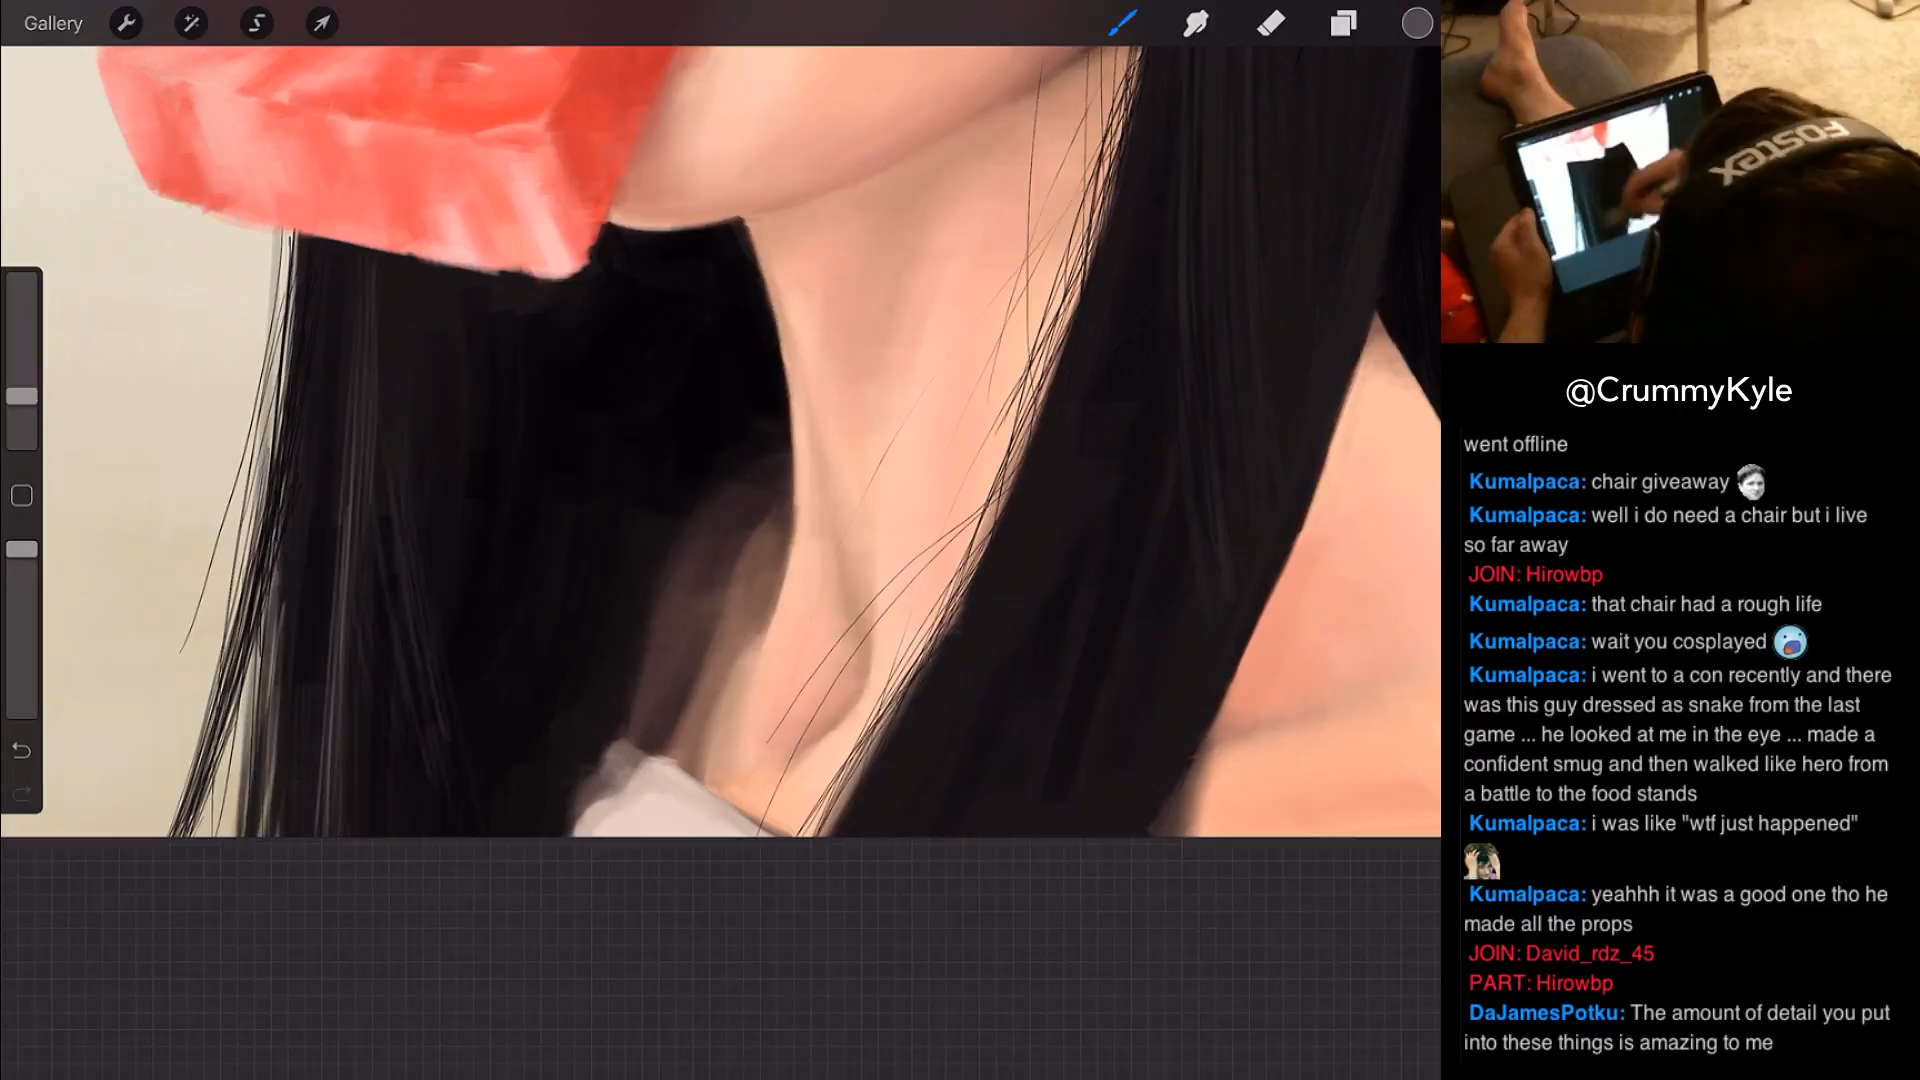 Gallery
FOSTEX
@CrummyKyle
went offline
Kumalpaca: chair giveaway
Kumalpaca: well i do need a chair but i live
so far away
JOIN: Hirowbp
Kumalpaca: that chair had a rough life
Kumalpaca: wait you cosplayed
Kumalpaca: i went to a con recently and there
was this guy dressed as snake from the last
game ... he looked at me in the eye ... made a
confident smug and then walked like hero from
a battle to the food stands
Kumalpaca: i was like "wtf just happened"
Kumalpaca: yeahhh it was a good one tho he
made all the props
JOIN: David_rdz_45
PART: Hirowbp
DaJamesPotku: The amount of detail you put
into these things is amazing to me